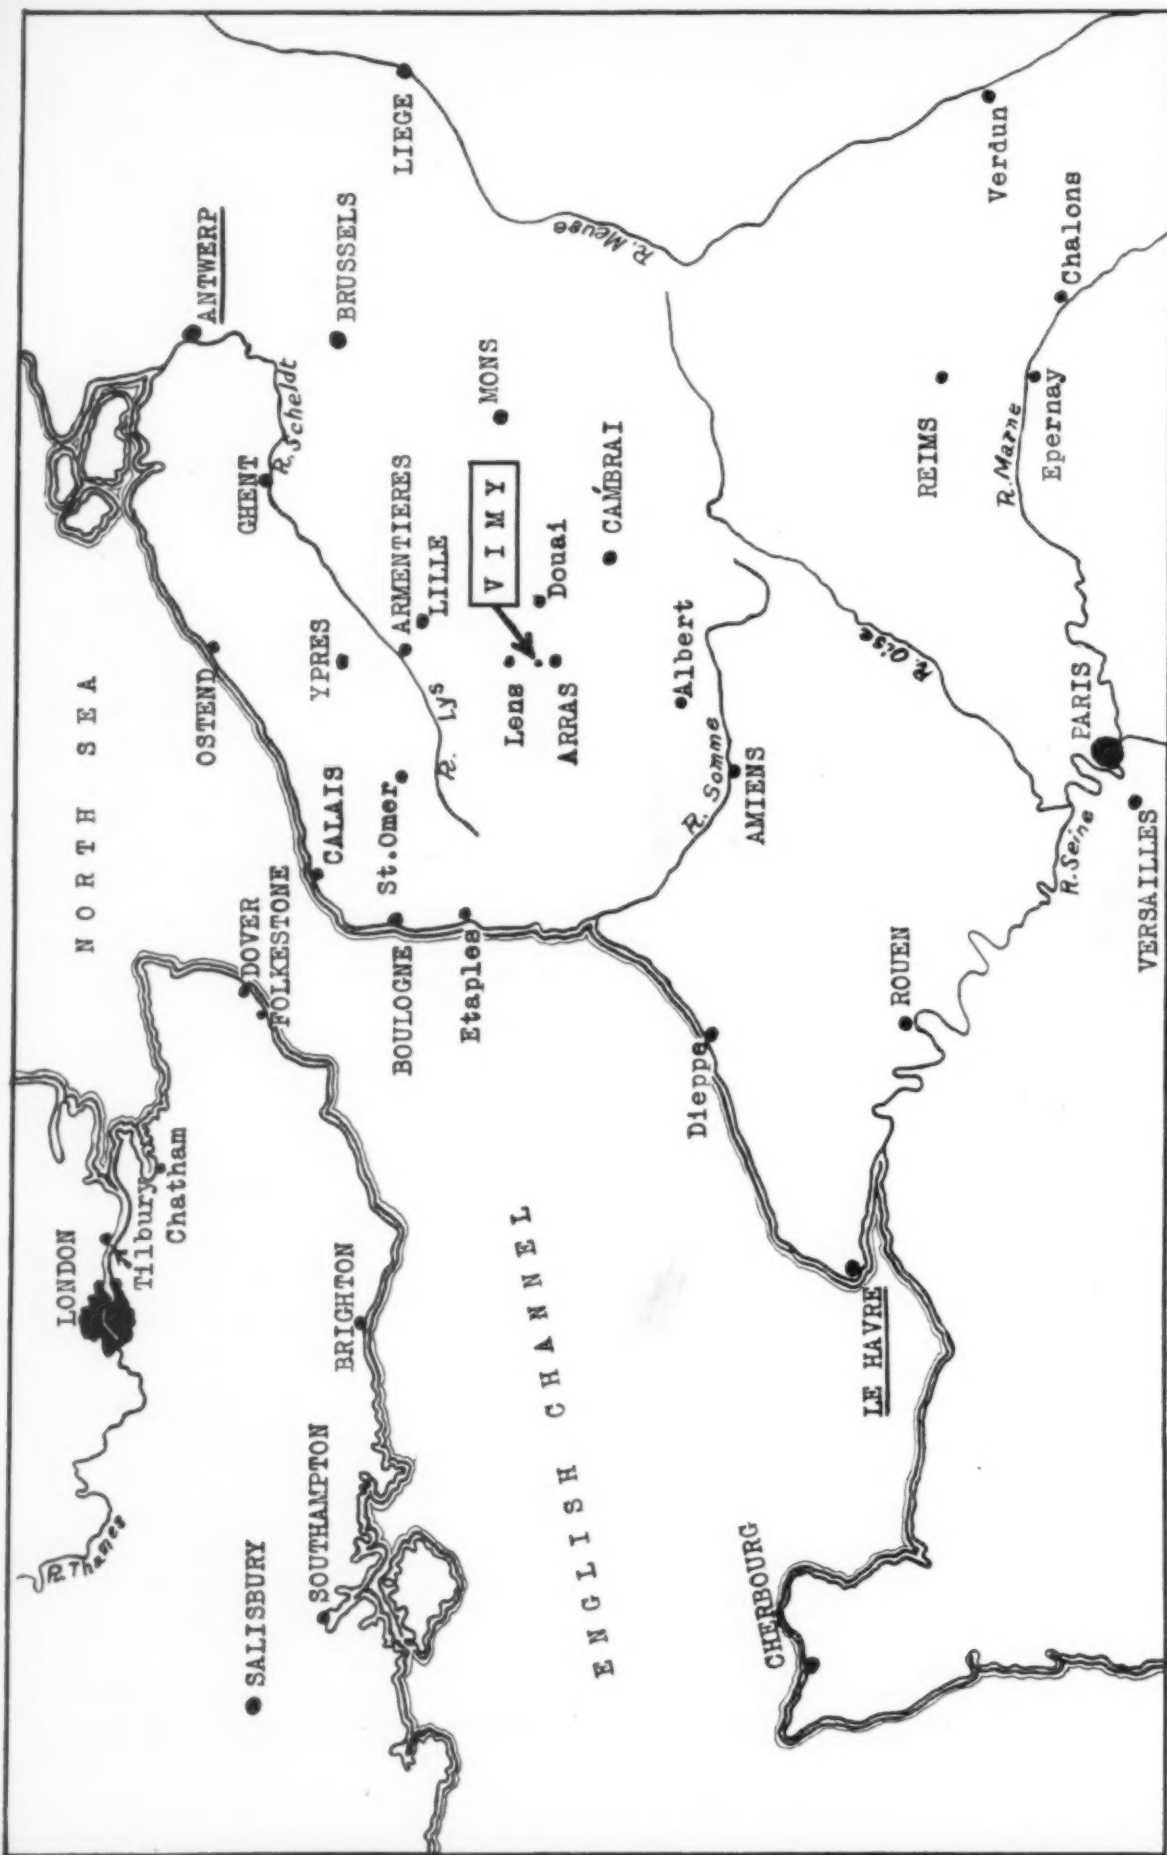 NORTH SEA
LONDON
Tilbury
Chatham
R. Thames
DOVER
FOLKESTONE
BRIGHTON
SOUTHAMPTON
SALISBURY
ENGLISH CHANNEL
ANTWERP
OSTEND
GHENT
R. Scheldt
BRUSSELS
LIEGE
CALAIS
YPRES
ARMENTIERES
LILLE
St.Omer
BOULOGNE
Etaples
R. Lys
MONS
VIMY
Lens
Douai
ARRAS
CAMBRAI
R. Meuse
Albert
R. Somme
AMIENS
Dieppe
R. Oise
REIMS
Verdun
LE HAVRE
CHERBOURG
ROUEN
R. Seine
PARIS
VERSAILLES
R. Marne
Epernay
Chalons